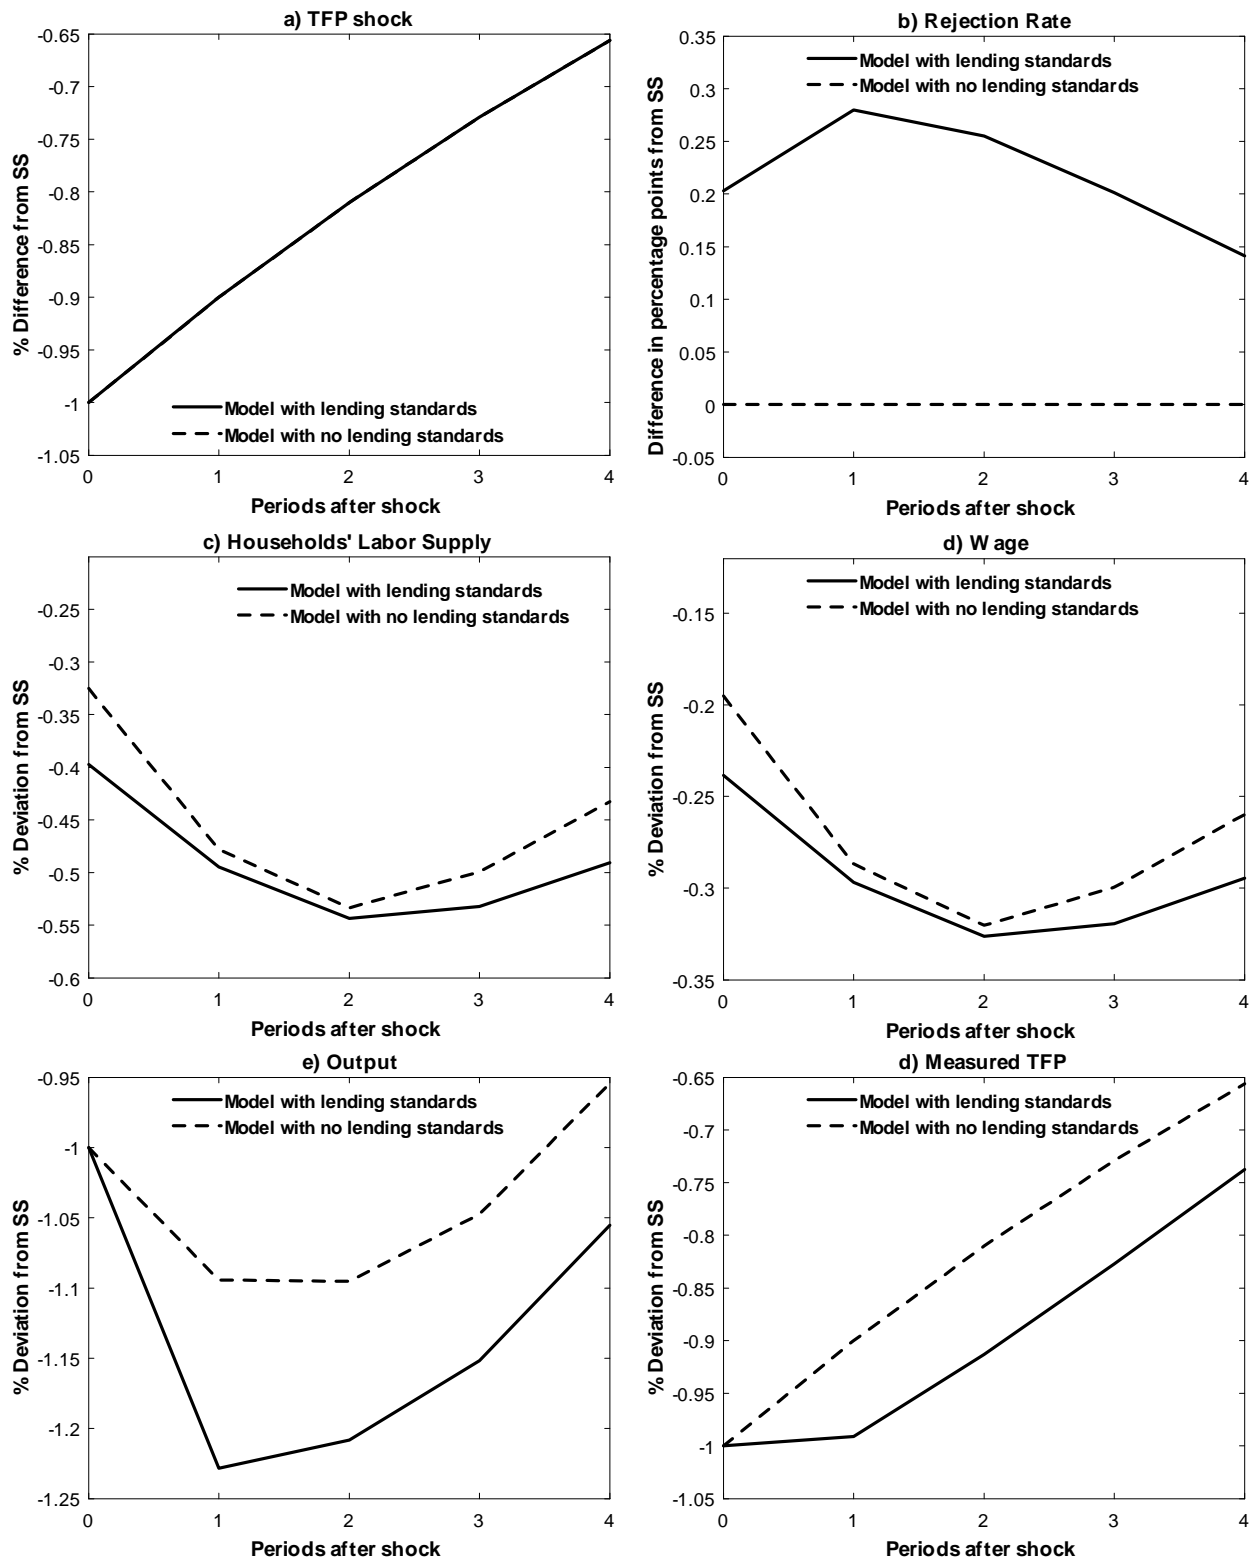 a) TFP shock
-0.65
-0.7
-0.75
-0.8
-0.85
-0.9
-0.95
-1
-1.05
% Difference from SS
Model with lending standards
Model with no lending standards
0 1 2 3 4
Periods after shock
b) Rejection Rate
0.35
0.3
0.25
0.2
0.15
0.1
0.05
0
-0.05
Difference in percentage points from SS
Model with lending standards
Model with no lending standards
0 1 2 3 4
Periods after shock
c) Households' Labor Supply
-0.25
-0.3
-0.35
-0.4
-0.45
-0.5
-0.55
-0.6
% Deviation from SS
Model with lending standards
Model with no lending standards
0 1 2 3 4
Periods after shock
d) Wage
-0.15
-0.2
-0.25
-0.3
-0.35
% Deviation from SS
Model with lending standards
Model with no lending standards
0 1 2 3 4
Periods after shock
e) Output
-0.95
-1
-1.05
-1.1
-1.15
-1.2
-1.25
% Deviation from SS
Model with lending standards
Model with no lending standards
0 1 2 3 4
Periods after shock
d) Measured TFP
-0.65
-0.7
-0.75
-0.8
-0.85
-0.9
-0.95
-1
-1.05
% Deviation from SS
Model with lending standards
Model with no lending standards
0 1 2 3 4
Periods after shock